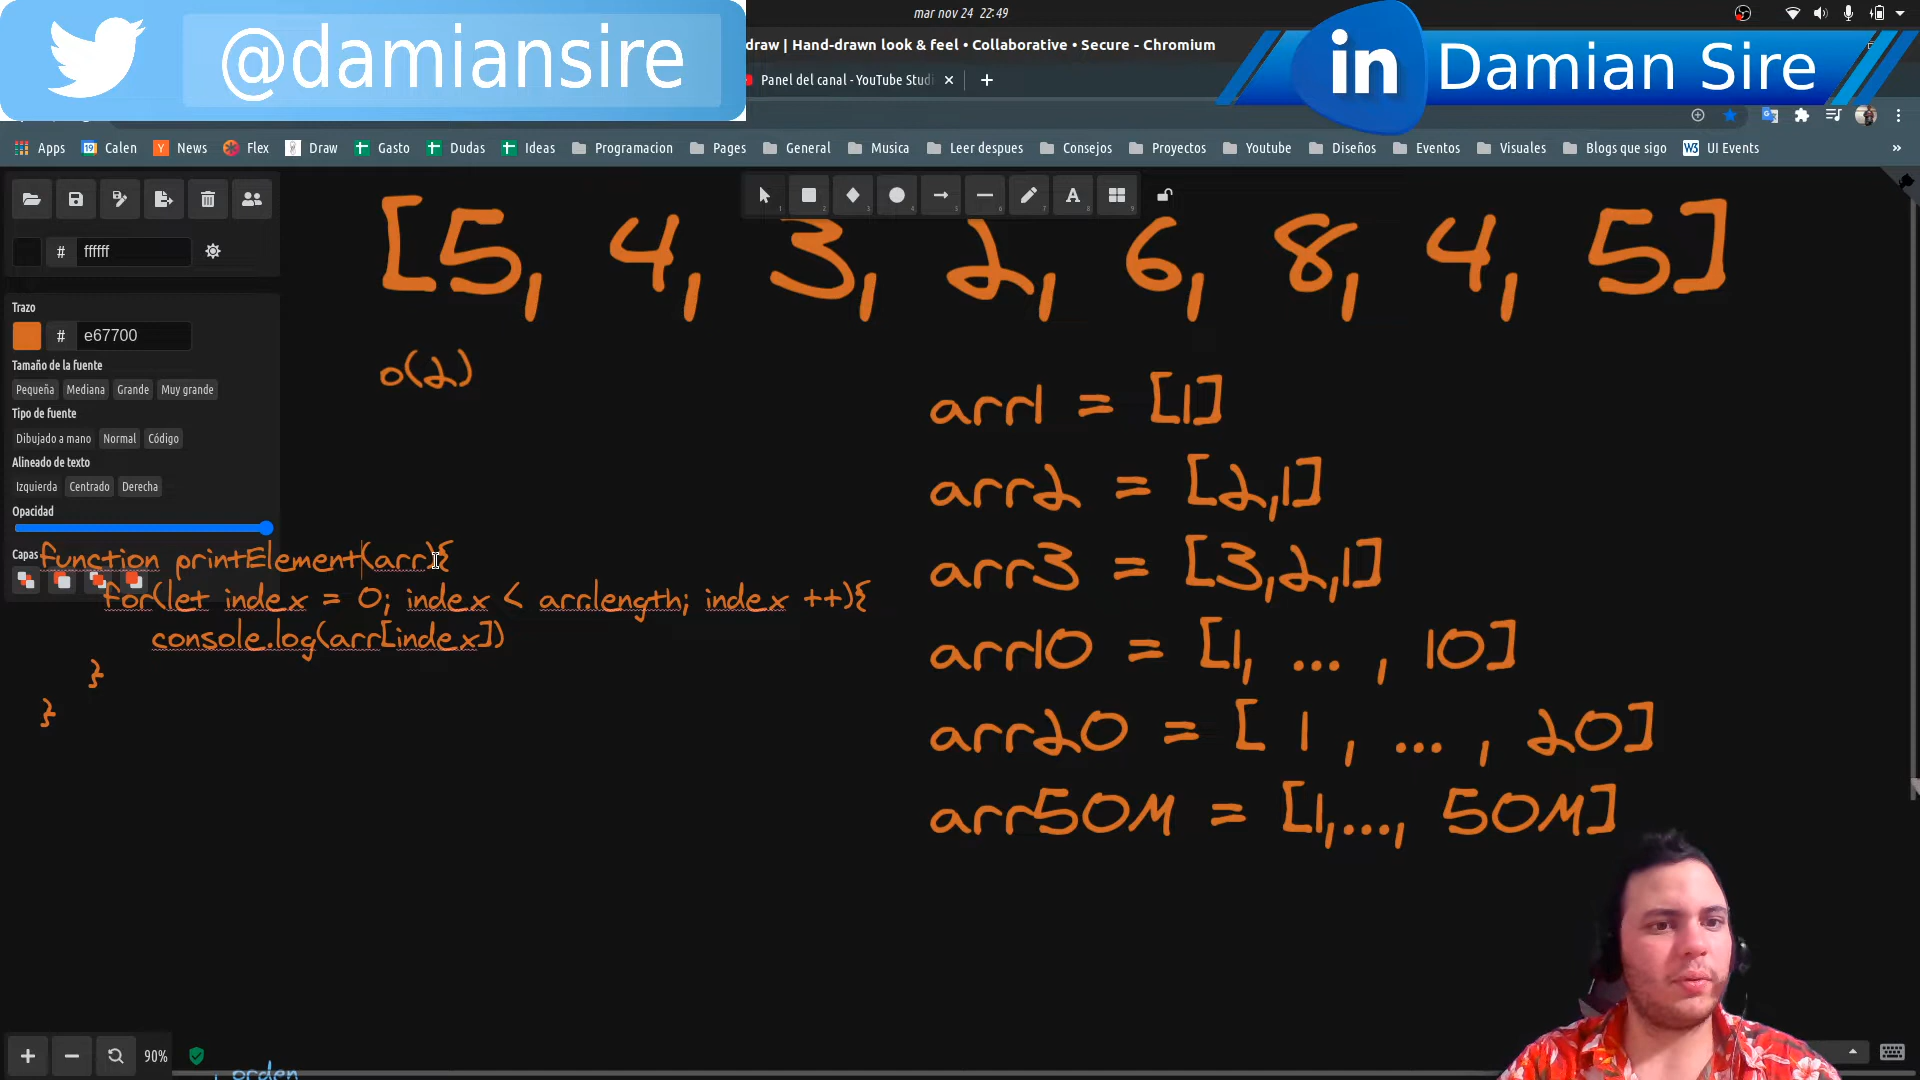 mar nov 24 22:49
@damiansire
draw | Hand-drawn look & feel • Collaborative • Secure - Chromium
in Damian Sire
Panel del canal - YouTube Studi
Apps
Calen
News
Flex
Draw
Gasto
Dudas
Ideas
Programacion
Pages
General
Musica
Leer despues
Consejos
Proyectos
Youtube
Diseños
Eventos
Visuales
Blogs que sigo
UI Events
# ffffff
Trazo
# e67700
Tamaño de la fuente
Pequeña Mediana Grande Muy grande
Tipo de fuente
Dibujado a mano Normal Código
Alineado de texto
Izquierda Centrado Derecha
Opacidad
Capas
[5, 4, 3, 2, 6, 8, 4, 5]
o(2)
function printElement(arr){
for(let index = 0; index < arr.length; index ++){
console.log(arr[index])
}
}
arr1 = [1]
arr2 = [2,1]
arr3 = [3,2,1]
arr10 = [1, ... , 10]
arr20 = [ 1 , ... , 20]
arr50M = [1,..., 50M]
90%
orden